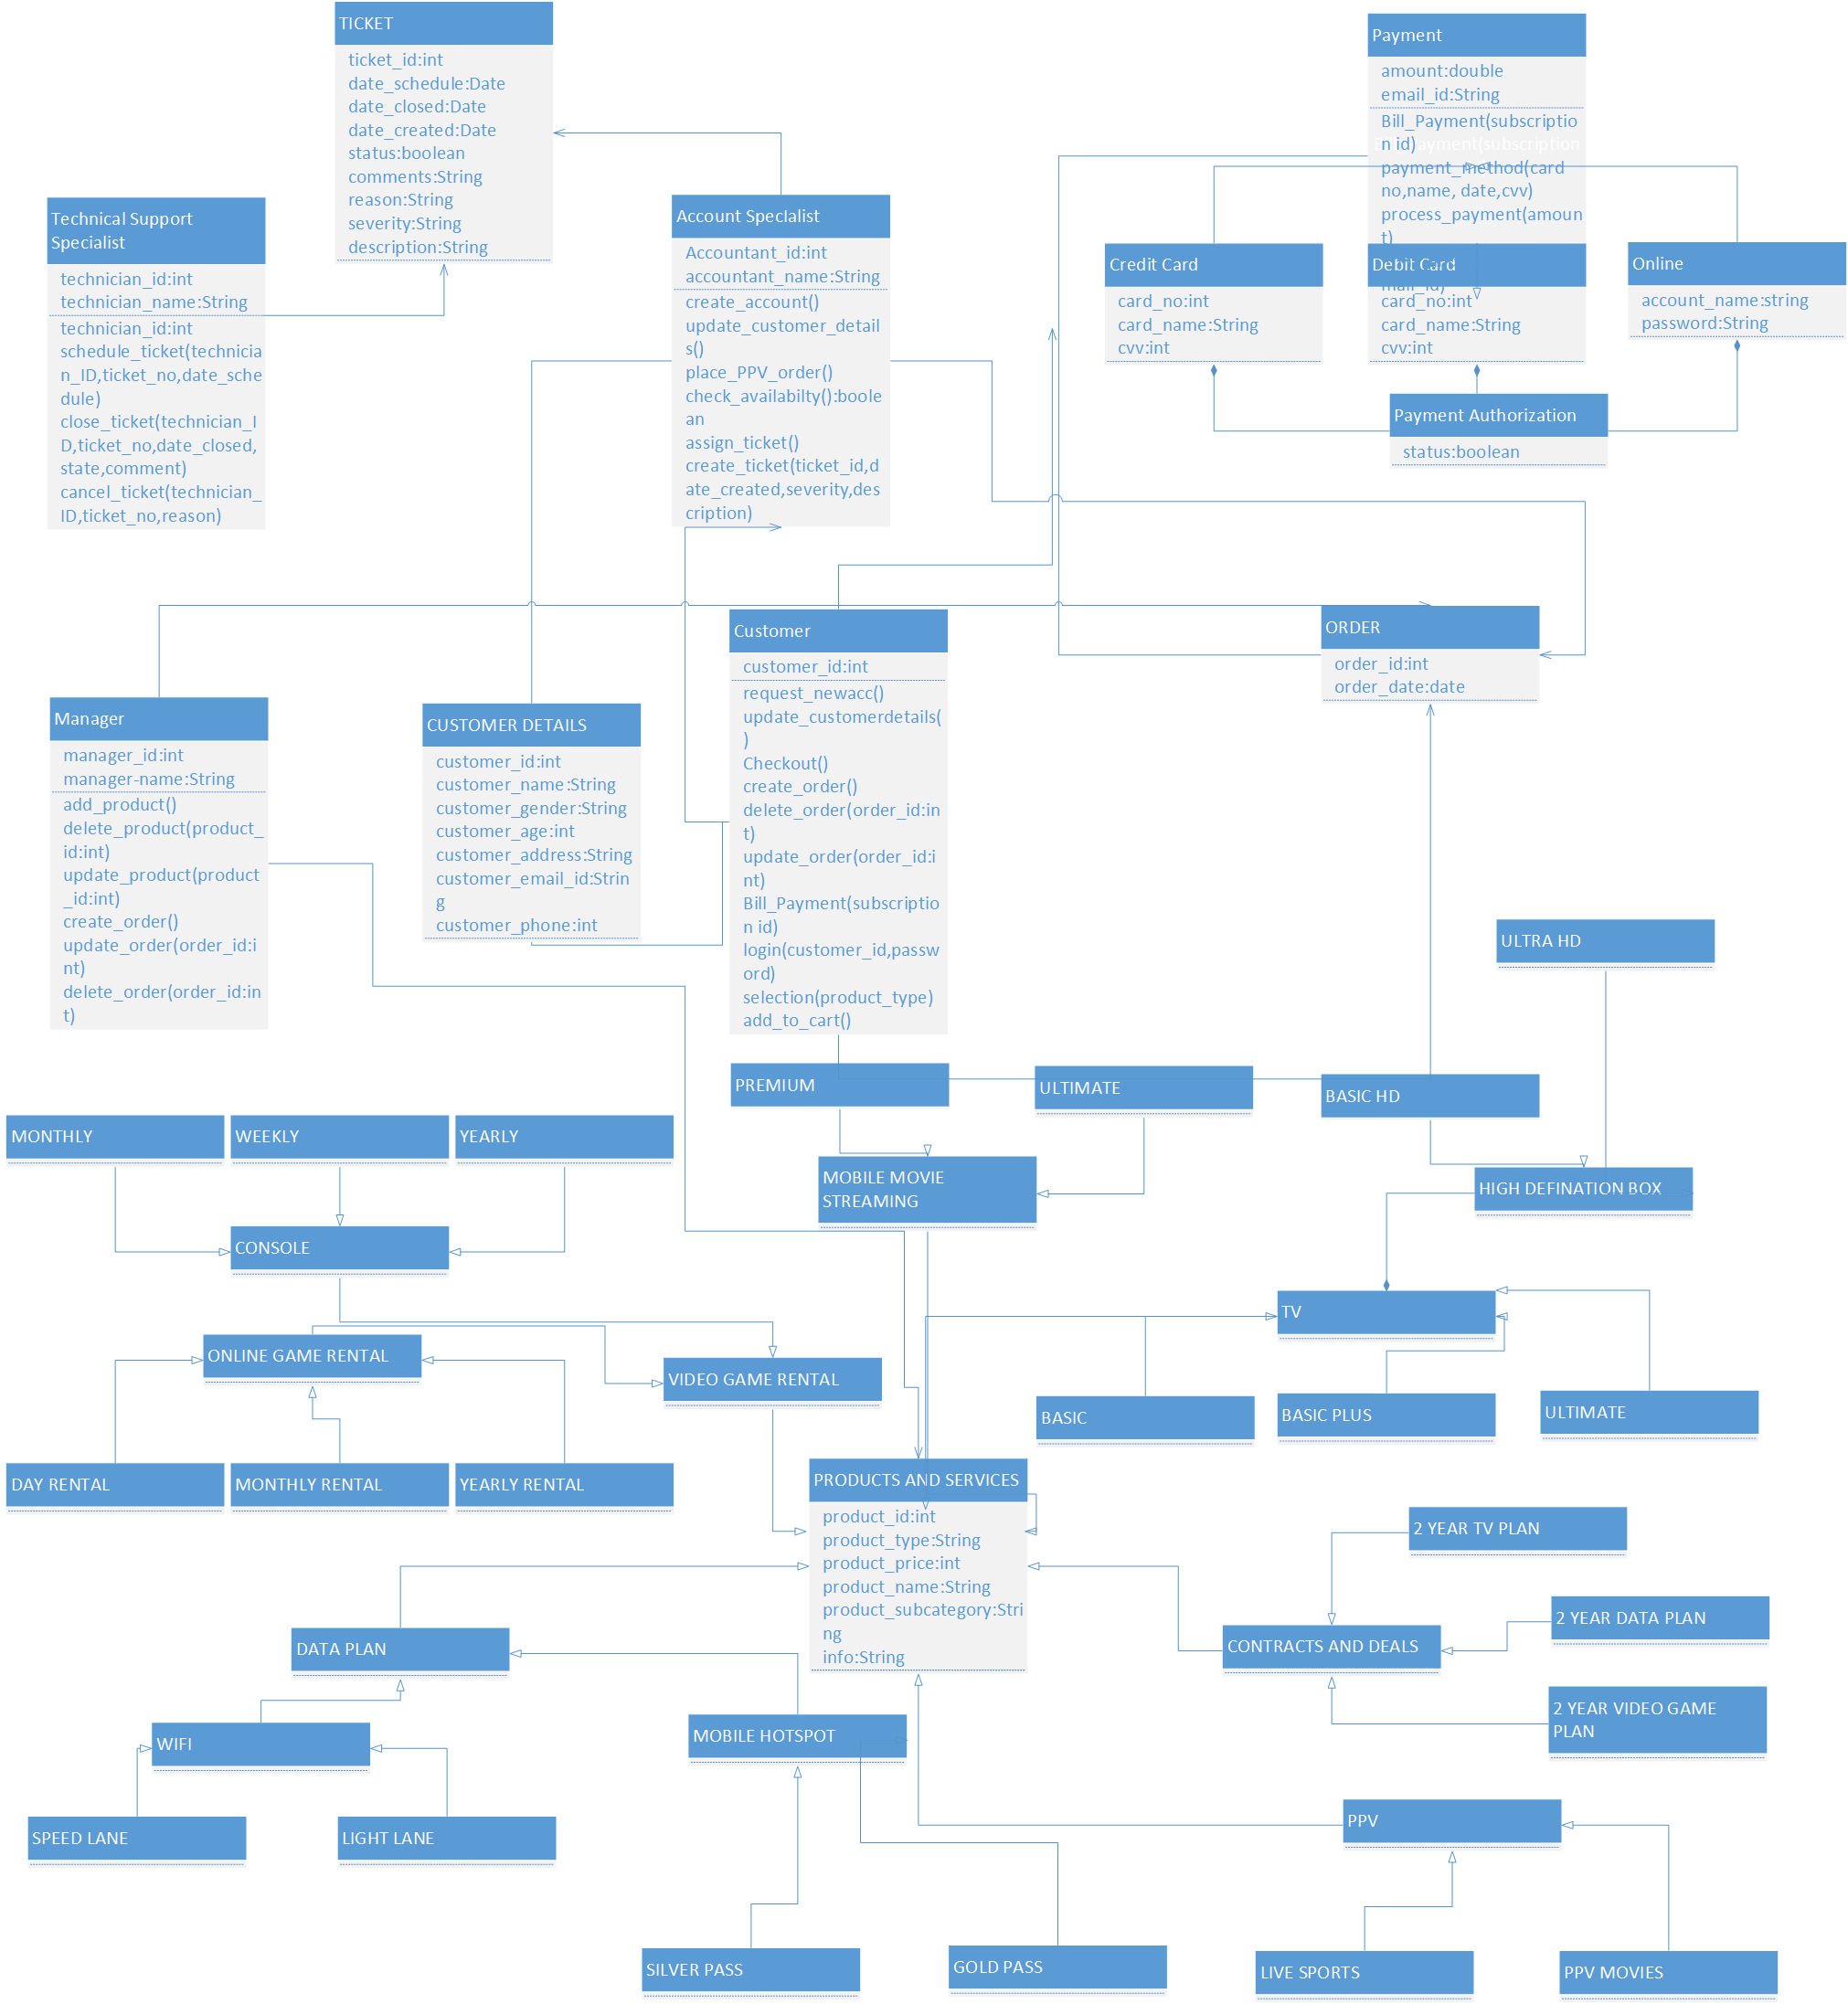 TICKET
ticket_id:int
date_schedule:Date
date_closed:Date
date_created:Date
status:boolean
comments:String
reason:String
severity:String
description:String
Payment
amount:double
email_id:String
Bill_Payment(subscriptio
n id)
payment_method(card
no,name, date,cvv)
process_payment(amoun
t)
Technical Support
Specialist
technician_id:int
technician_name:String
technician_id:int
schedule_ticket(technicia
n_ID,ticket_no,date_sche
dule)
close_ticket(technician_I
D,ticket_no,date_closed,
state,comment)
cancel_ticket(technician_
ID,ticket_no,reason)
Account Specialist
Accountant_id:int
accountant_name:String
create_account()
update_customer_detail
s()
place_PPV_order()
check_availabilty():boole
an
assign_ticket()
create_ticket(ticket_id,d
ate_created,severity,des
cription)
Credit Card
card_no:int
card_name:String
cvv:int
Debit Card
card_no:int
card_name:String
cvv:int
Online
account_name:string
password:String
Payment Authorization
status:boolean
Customer
customer_id:int
request_newacc()
update_customerdetails(
)
Checkout()
create_order()
delete_order(order_id:in
t)
update_order(order_id:i
nt)
Bill_Payment(subscriptio
n id)
login(customer_id,passw
ord)
selection(product_type)
add_to_cart()
ORDER
order_id:int
order_date:date
Manager
manager_id:int
manager-name:String
add_product()
delete_product(product_
id:int)
update_product(product
_id:int)
create_order()
update_order(order_id:i
nt)
delete_order(order_id:in
t)
CUSTOMER DETAILS
customer_id:int
customer_name:String
customer_gender:String
customer_age:int
customer_address:String
customer_email_id:Strin
g
customer_phone:int
ULTRA HD
PREMIUM
ULTIMATE
BASIC HD
MONTHLY
WEEKLY
YEARLY
MOBILE MOVIE
STREAMING
HIGH DEFINATION BOX
CONSOLE
TV
ONLINE GAME RENTAL
VIDEO GAME RENTAL
BASIC
BASIC PLUS
ULTIMATE
DAY RENTAL
MONTHLY RENTAL
YEARLY RENTAL
PRODUCTS AND SERVICES
product_id:int
product_type:String
product_price:int
product_name:String
product_subcategory:Stri
ng
info:String
2 YEAR TV PLAN
2 YEAR DATA PLAN
CONTRACTS AND DEALS
2 YEAR VIDEO GAME
PLAN
DATA PLAN
WIFI
MOBILE HOTSPOT
SPEED LANE
LIGHT LANE
PPV
SILVER PASS
GOLD PASS
LIVE SPORTS
PPV MOVIES